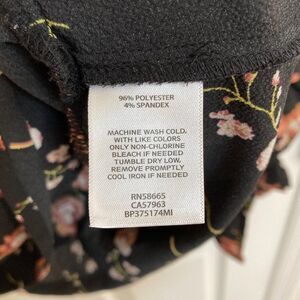 96% POLYESTER
4% SPANDEX
MACHINE WASH COLD.
WITH LIKE COLORS
ONLY NON-CHLORINE
BLEACH IF NEEDED
TUMBLE DRY LOW.
REMOVE PROMPTLY
COOL IRON IF NEEDED
RN58665
CA57963
BP375174MI